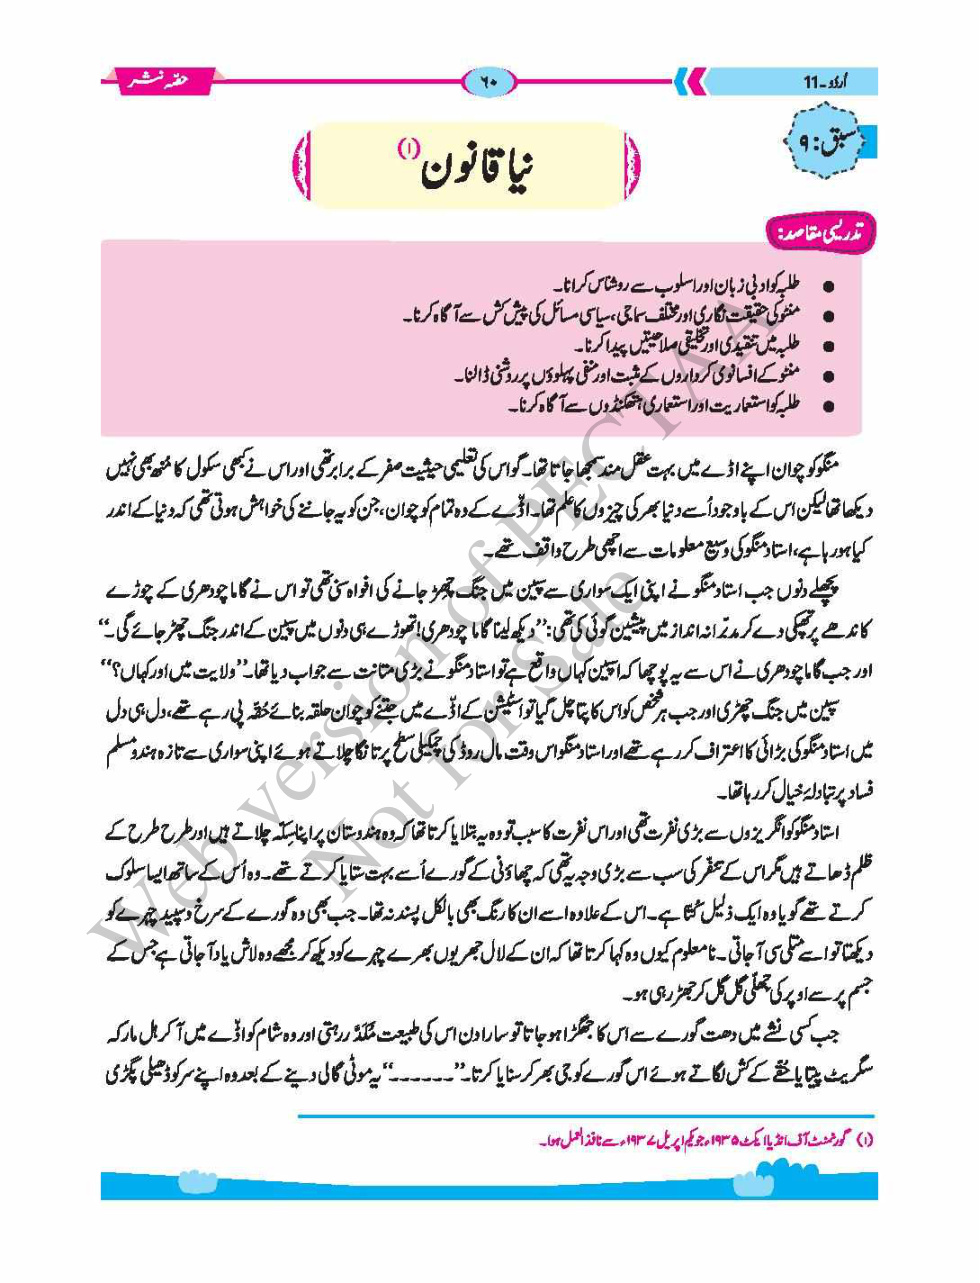 اُردو۔11
۶۰
حصّہ نثر
سبق: ۹
نیا قانون (۱)
تدریسی مقاصد:
● طلبہ کو ادبی زبان اور اسلوب سے روشناس کرانا۔
● منٹو کی حقیقت نگاری اور مختلف سماجی، سیاسی مسائل کی پیش کش سے آگاہ کرنا۔
● طلبہ میں تنقیدی اور تخلیقی صلاحیتیں پیدا کرنا۔
● منٹو کے افسانوی کرداروں کے مثبت اور منفی پہلوؤں پر روشنی ڈالنا۔
● طلبہ کو استعماریت اور استعماری ہتھکنڈوں سے آگاہ کرنا۔
منگو کوچوان اپنے اڈے میں بہت عقل مند سمجھا جاتا تھا۔ گو اس کی تعلیمی حیثیت صفر کے برابر تھی اور اس نے کبھی سکول کا مُنھ بھی نہیں
دیکھا تھا لیکن اس کے باوجود اُسے دنیا بھر کی چیزوں کا علم تھا۔ اڈّے کے وہ تمام کوچوان، جن کو یہ جاننے کی خواہش ہوتی تھی کہ دنیا کے اندر
کیا ہو رہا ہے، استاد منگو کی وسیع معلومات سے اچھی طرح واقف تھے۔
پچھلے دنوں جب استاد منگو نے اپنی ایک سواری سے سپین میں جنگ چھڑ جانے کی افواہ سنی تھی تو اس نے گاما چودھری کے چوڑے
کاندھے پر تھپکی دے کر مدبّرانہ انداز میں پیشین گوئی کی تھی: ’’دیکھ لینا گاما چودھری! تھوڑے ہی دنوں میں سپین کے اندر جنگ چھڑ جائے گی۔‘‘
اور جب گاما چودھری نے اس سے یہ پوچھا کہ اسپین کہاں واقع ہے تو استاد منگو نے بڑی متانت سے جواب دیا تھا۔ ’’ولایت میں اور کہاں؟‘‘
سپین میں جنگ چھڑی اور جب ہر شخص کو اس کا پتا چل گیا تو اسٹیشن کے اڈّے میں جتنے کوچوان حلقہ بنائے حُقّہ پی رہے تھے، دل ہی دل
میں استاد منگو کی بڑائی کا اعتراف کر رہے تھے اور استاد منگو اس وقت مال روڈ کی چمکیلی سطح پر تانگا چلاتے ہوئے اپنی سواری سے تازہ ہندو مسلم
فساد پر تبادلۂ خیال کر رہا تھا۔
استاد منگو کو انگریزوں سے بڑی نفرت تھی اور اس نفرت کا سبب تو وہ یہ بتلایا کرتا تھا کہ وہ ہندوستان پر اپنا سِکّہ چلاتے ہیں اور طرح طرح کے
ظلم ڈھاتے ہیں مگر اس کے تنفّر کی سب سے بڑی وجہ یہ تھی کہ چھاؤنی کے گورے اُسے بہت ستایا کرتے تھے۔ وہ اُس کے ساتھ ایسا سلوک
کرتے تھے گویا وہ ایک ذلیل کُتا ہے۔ اس کے علاوہ اسے ان کا رنگ بھی بالکل پسند نہ تھا۔ جب بھی وہ گورے کے سرخ و سپید چہرے کو
دیکھتا تو اسے متلی سی آ جاتی۔ نا معلوم کیوں وہ کہا کرتا تھا کہ ان کے لال جھریوں بھرے چہرے کو دیکھ کر مجھے وہ لاش یاد آ جاتی ہے جس کے
جسم پر سے اوپر کی جھلّی گل گل کر جھڑ رہی ہو۔
جب کسی نشے میں دھت گورے سے اس کا جھگڑا ہو جاتا تو سارا دن اس کی طبیعت مُکدّر رہتی اور وہ شام کو اڈّے میں آ کر ہل مارکہ
سگریٹ پیتا یا حُقّے کے کش لگاتے ہوئے اس گورے کو جی بھر کر سنایا کرتا۔ ’’۔۔۔۔۔۔‘‘ یہ موٹی گالی دینے کے بعد وہ اپنے سر کو ڈھیلی پگڑی
(۱) گورنمنٹ آف انڈیا ایکٹ ۱۹۳۵ء جو یکم اپریل ۱۹۳۷ء سے نافذ العمل ہوا۔
Web version of PECTAA
Not for Sale